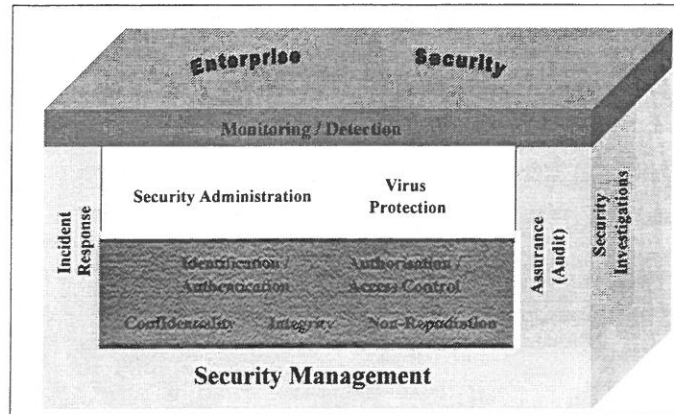 Enterprise Security
Monitoring / Detection
Incident
Response
Security Administration
Virus
Protection
Identification /
Authentication
Authorisation /
Access Control
Confidentiality Integrity Non-Repudiation
Assurance
(Audit)
Security
Investigations
Security Management